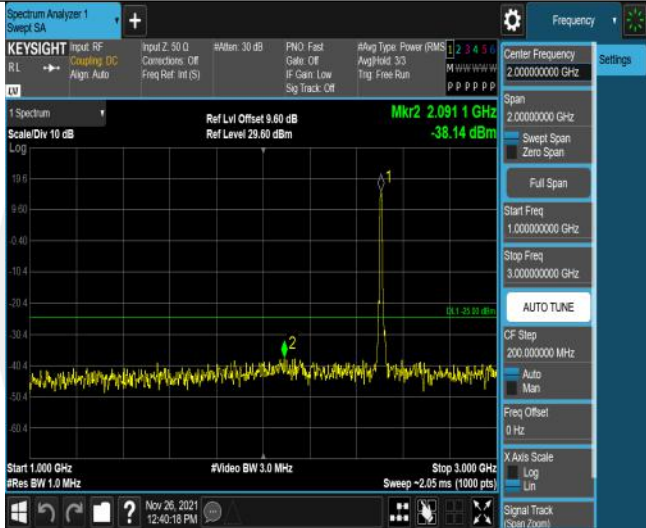 Spectrum Analyzer 1
Swept SA
+
Frequency
KEYSIGHT
RL
LV
Input: RF
Coupling: DC
Align: Auto
Input Z: 50 Ω
Corrections: Off
Freq Ref: Int (S)
#Atten: 30 dB
PNO: Fast
Gate: Off
IF Gain: Low
Sig Track: Off
#Avg Type: Power (RMS
Avg|Hold: 3/3
Trig: Free Run
1 2 3 4 5 6
M W W W W W
P P P P P P
1 Spectrum
Scale/Div 10 dB
Log
Ref Lvl Offset 9.60 dB
Ref Level 29.60 dBm
Mkr2 2.091 1 GHz
-38.14 dBm
19.6
9.60
-0.40
-10.4
-20.4
-30.4
-40.4
-50.4
-60.4
1
DL1 -25.00 dBm
2
Start 1.000 GHz
#Res BW 1.0 MHz
#Video BW 3.0 MHz
Stop 3.000 GHz
Sweep ~2.05 ms (1000 pts)
?
Nov 26, 2021
12:40:18 PM
Center Frequency
2.000000000 GHz
Span
2.00000000 GHz
Swept Span
Zero Span
Full Span
Start Freq
1.000000000 GHz
Stop Freq
3.000000000 GHz
AUTO TUNE
CF Step
200.000000 MHz
Auto
Man
Freq Offset
0 Hz
X Axis Scale
Log
Lin
Signal Track
(Span Zoom)
Settings